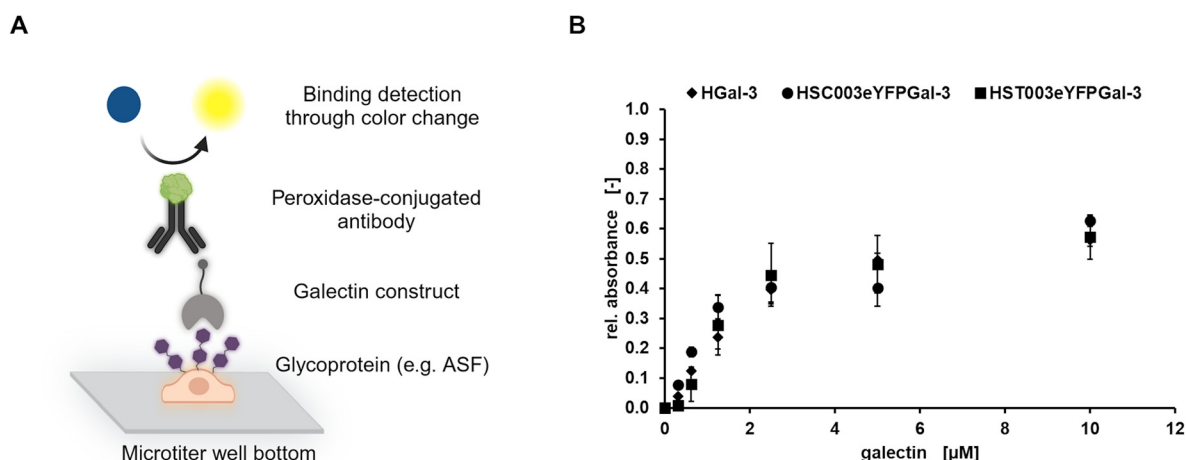 A
Binding detection
through color change
Peroxidase-conjugated
antibody
Galectin construct
Glycoprotein (e.g. ASF)
Microtiter well bottom
B
HGal-3 HSC003eYFPGal-3 HST003eYFPGal-3
1.0
0.9
0.8
0.7
0.6
0.5
0.4
0.3
0.2
0.1
0.0
rel. absorbance [-]
0 2 4 6 8 10 12
galectin [µM]